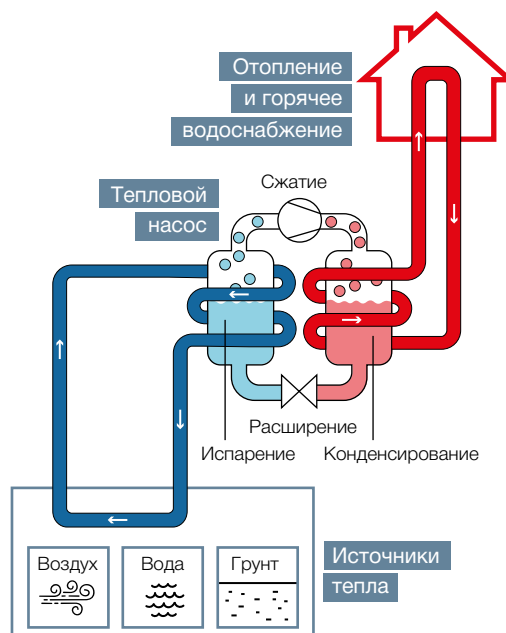 Отопление
и горячее
водоснабжение
Тепловой
насос
Сжатие
Расширение
Испарение
Конденсирование
Воздух
Вода
Грунт
Источники
тепла